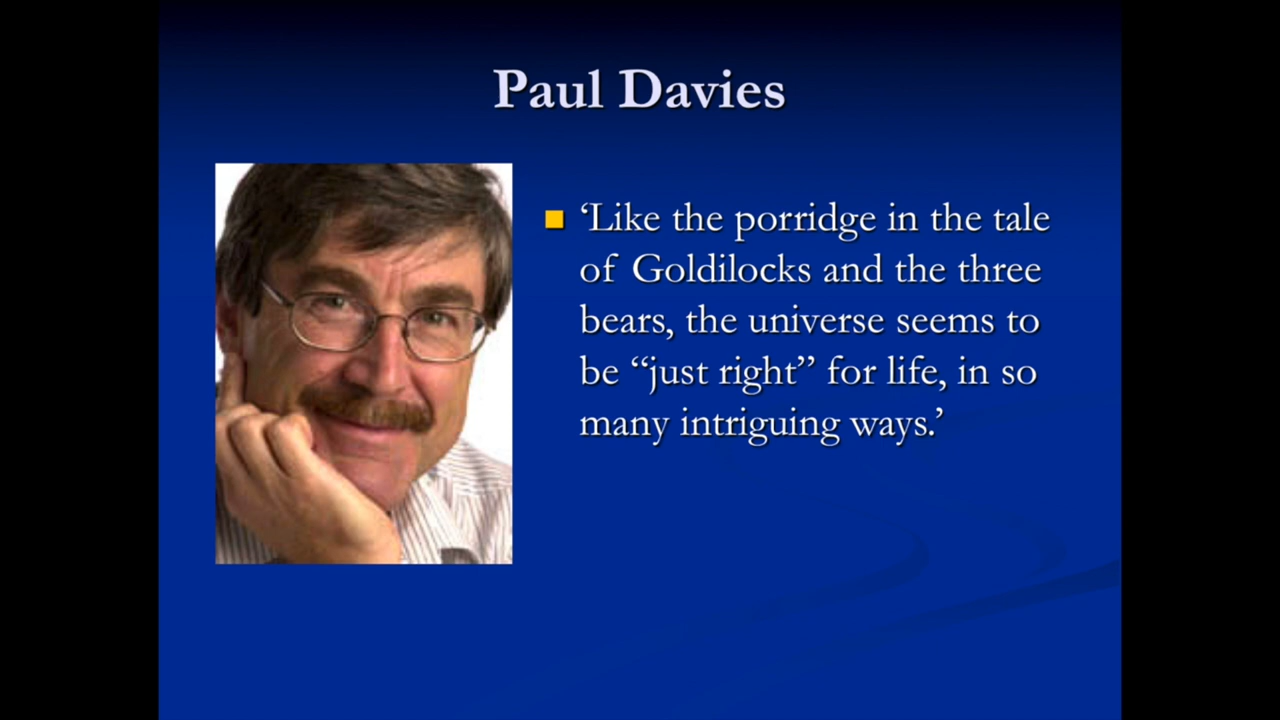 Paul Davies
‘Like the porridge in the tale
of Goldilocks and the three
bears, the universe seems to
be “just right” for life, in so
many intriguing ways.’